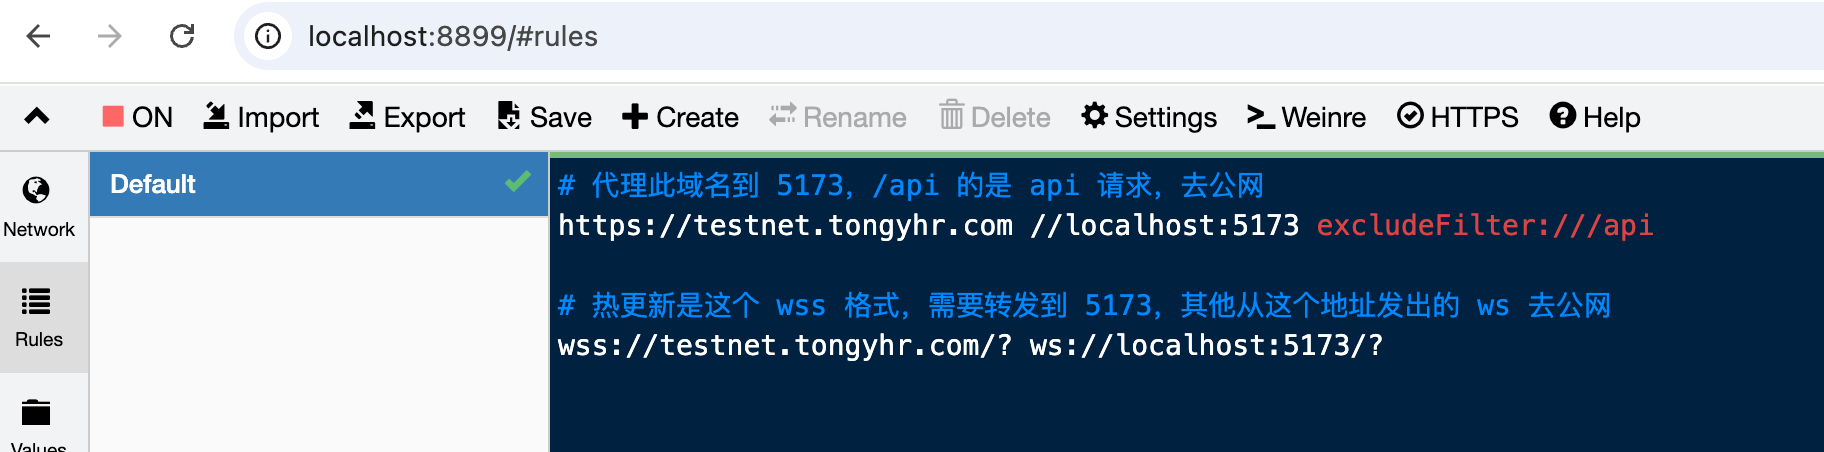 localhost:8899/#rules
ON Import Export Save Create Rename Delete Settings Weinre HTTPS Help
Network
Rules
Values
Default
# 代理此域名到 5173，/api 的是 api 请求，去公网
https://testnet.tongyhr.com //localhost:5173 excludeFilter:///api
# 热更新是这个 wss 格式，需要转发到 5173，其他从这个地址发出的 ws 去公网
wss://testnet.tongyhr.com/? ws://localhost:5173/?